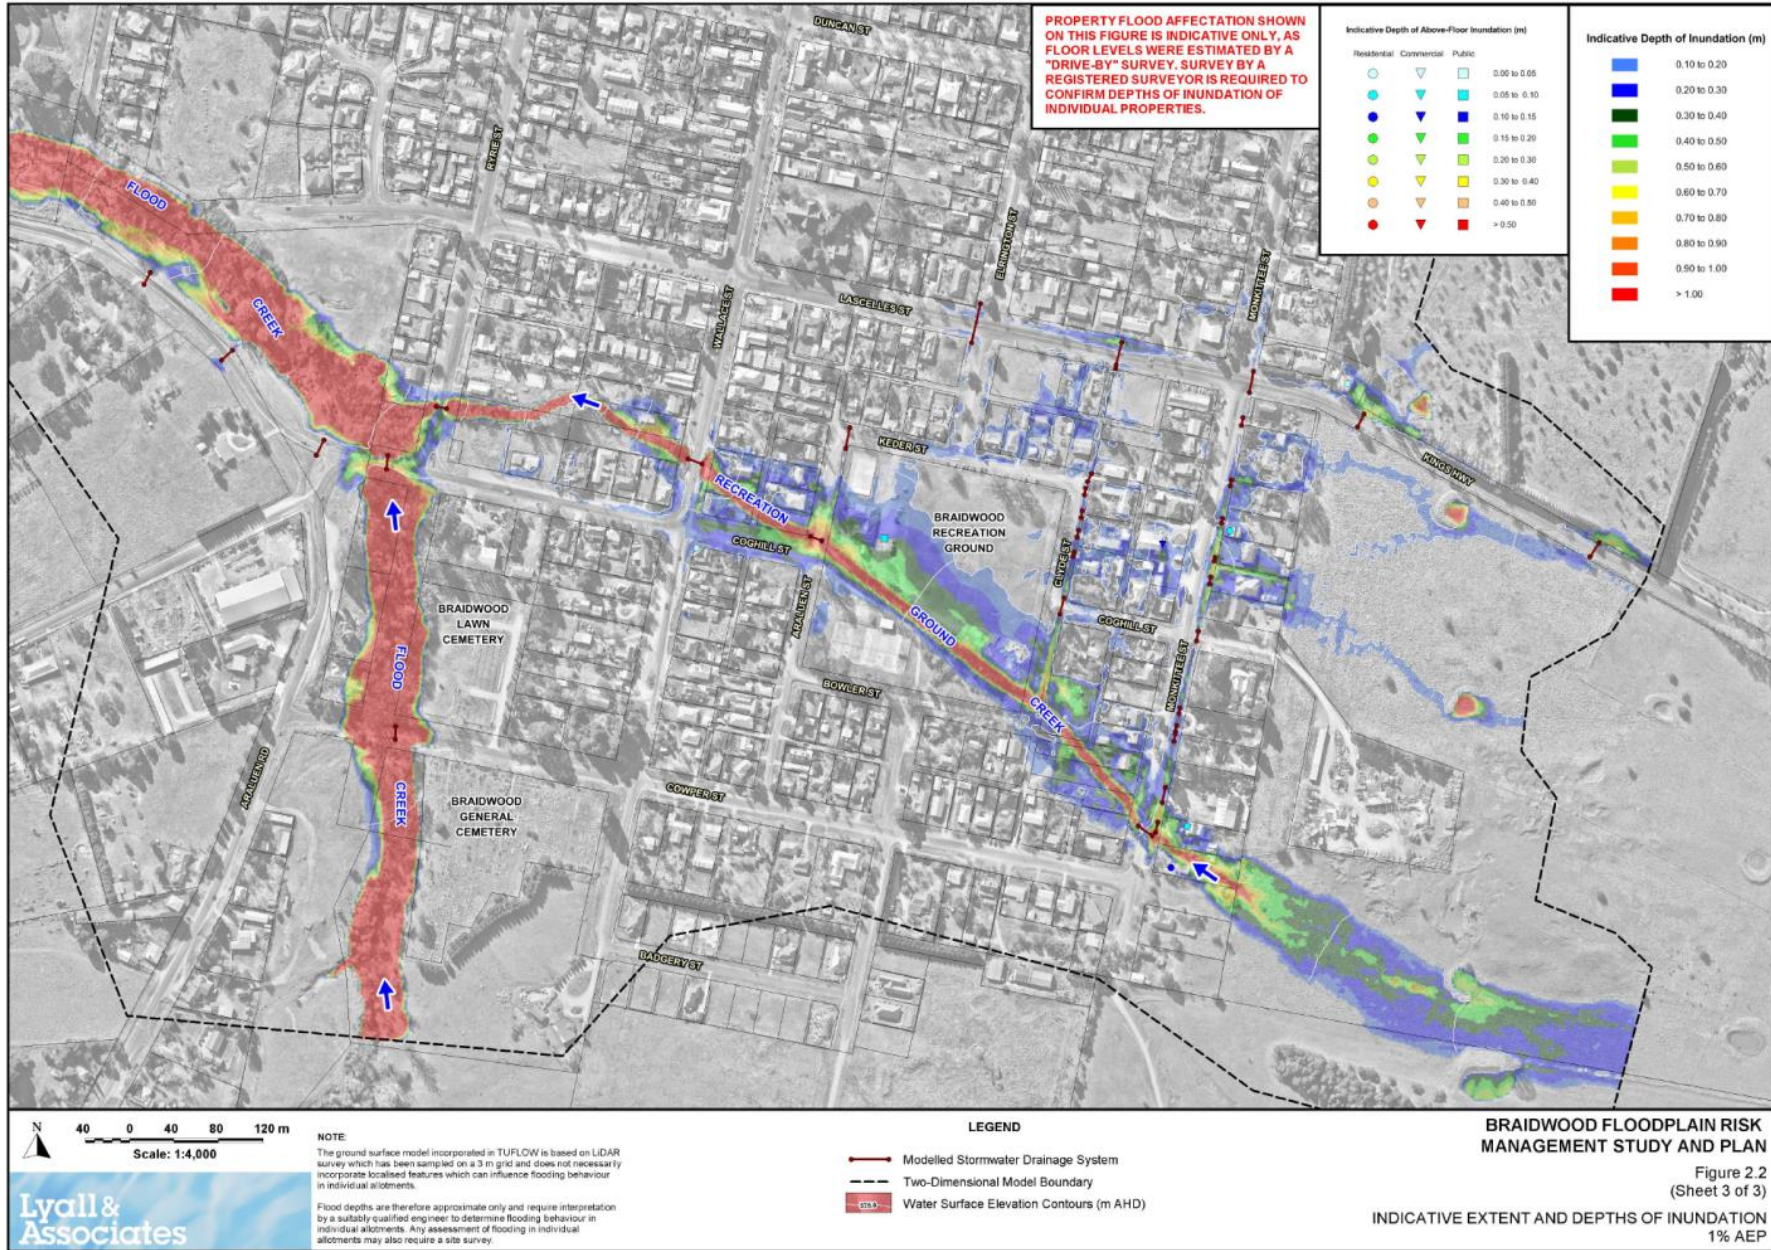 PROPERTY FLOOD AFFECTATION SHOWN
ON THIS FIGURE IS INDICATIVE ONLY, AS
FLOOR LEVELS WERE ESTIMATED BY A
"DRIVE-BY" SURVEY. SURVEY BY A
REGISTERED SURVEYOR IS REQUIRED TO
CONFIRM DEPTHS OF INUNDATION OF
INDIVIDUAL PROPERTIES.
Indicative Depth of Above-Floor Inundation (m)
Residential Commercial Public
0.00 to 0.05
0.05 to 0.10
0.10 to 0.15
0.15 to 0.20
0.20 to 0.30
0.30 to 0.40
0.40 to 0.50
> 0.50
Indicative Depth of Inundation (m)
0.10 to 0.20
0.20 to 0.30
0.30 to 0.40
0.40 to 0.50
0.50 to 0.60
0.60 to 0.70
0.70 to 0.80
0.80 to 0.90
0.90 to 1.00
> 1.00
DUNCAN ST
RYRIE ST
FLOOD
CREEK
WALLACE ST
LASCELLES ST
ELRINGTON ST
MONKITTEE ST
KEDER ST
KINGS HWY
RECREATION
GROUND
CREEK
BRAIDWOOD
RECREATION
GROUND
COGHILL ST
ARALUEN ST
CLYDE ST
COGHILL ST
MONKITTEE ST
BOWLER ST
BRAIDWOOD
LAWN
CEMETERY
FLOOD
CREEK
ARALUEN RD
BRAIDWOOD
GENERAL
CEMETERY
COWPER ST
BADGERY ST
N
40 0 40 80 120 m
Scale: 1:4,000
Lyall &
Associates
NOTE:
The ground surface model incorporated in TUFLOW is based on LiDAR
survey which has been sampled on a 3 m grid and does not necessarily
incorporate localised features which can influence flooding behaviour
in individual allotments.
Flood depths are therefore approximate only and require interpretation
by a suitably qualified engineer to determine flooding behaviour in
individual allotments. Any assessment of flooding in individual
allotments may also require a site survey.
LEGEND
Modelled Stormwater Drainage System
Two-Dimensional Model Boundary
Water Surface Elevation Contours (m AHD)
BRAIDWOOD FLOODPLAIN RISK
MANAGEMENT STUDY AND PLAN
Figure 2.2
(Sheet 3 of 3)
INDICATIVE EXTENT AND DEPTHS OF INUNDATION
1% AEP